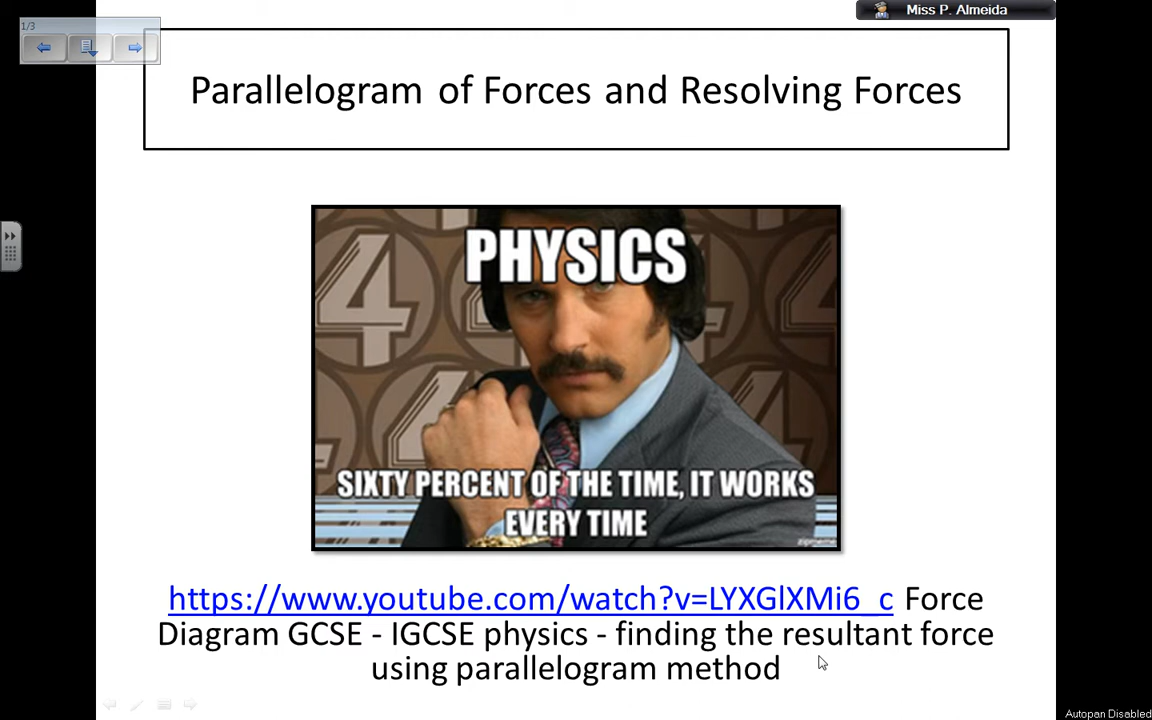 1/3
Miss P. Almeida
Parallelogram of Forces and Resolving Forces
PHYSICS
SIXTY PERCENT OF THE TIME, IT WORKS
EVERY TIME
https://www.youtube.com/watch?v=LYXGlXMi6_c Force
Diagram GCSE - IGCSE physics - finding the resultant force
using parallelogram method
Autopan Disabled